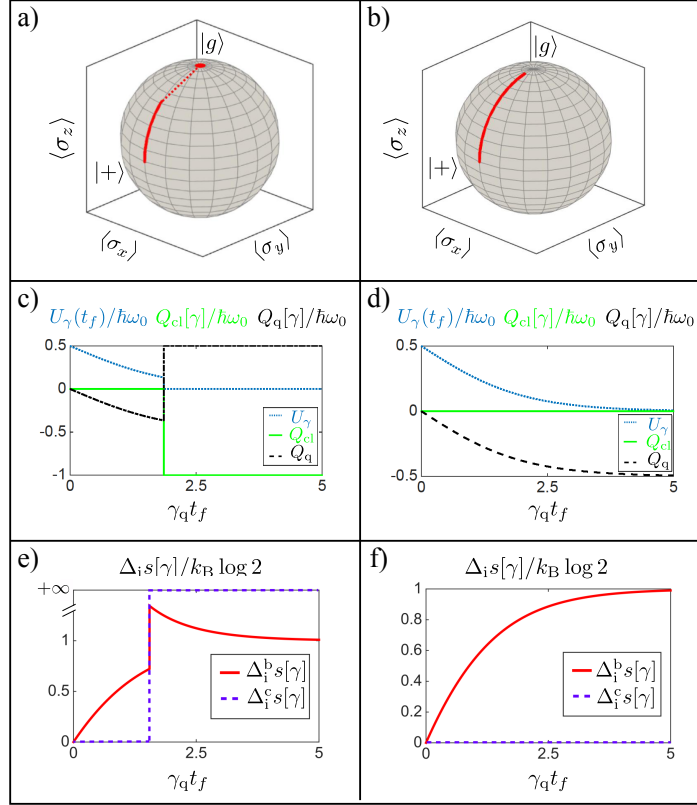 a)
|g⟩
⟨σz⟩
|+⟩
⟨σx⟩
⟨σy⟩
b)
|g⟩
⟨σz⟩
|+⟩
⟨σx⟩
⟨σy⟩
c)
Uγ(tf)/ħω0 Qcl[γ]/ħω0 Qq[γ]/ħω0
0.5
0
-0.5
-1
0 2.5 5
Uγ
Qcl
Qq
γqtf
d)
Uγ(tf)/ħω0 Qcl[γ]/ħω0 Qq[γ]/ħω0
0.5
0
-0.5
0 2.5 5
Uγ
Qcl
Qq
γqtf
e)
Δis[γ]/kB log 2
+∞
1
0.5
0
0 2.5 5
Δi^b s[γ]
Δi^c s[γ]
γqtf
f)
Δis[γ]/kB log 2
1
0.8
0.6
0.4
0.2
0
0 2.5 5
Δi^b s[γ]
Δi^c s[γ]
γqtf